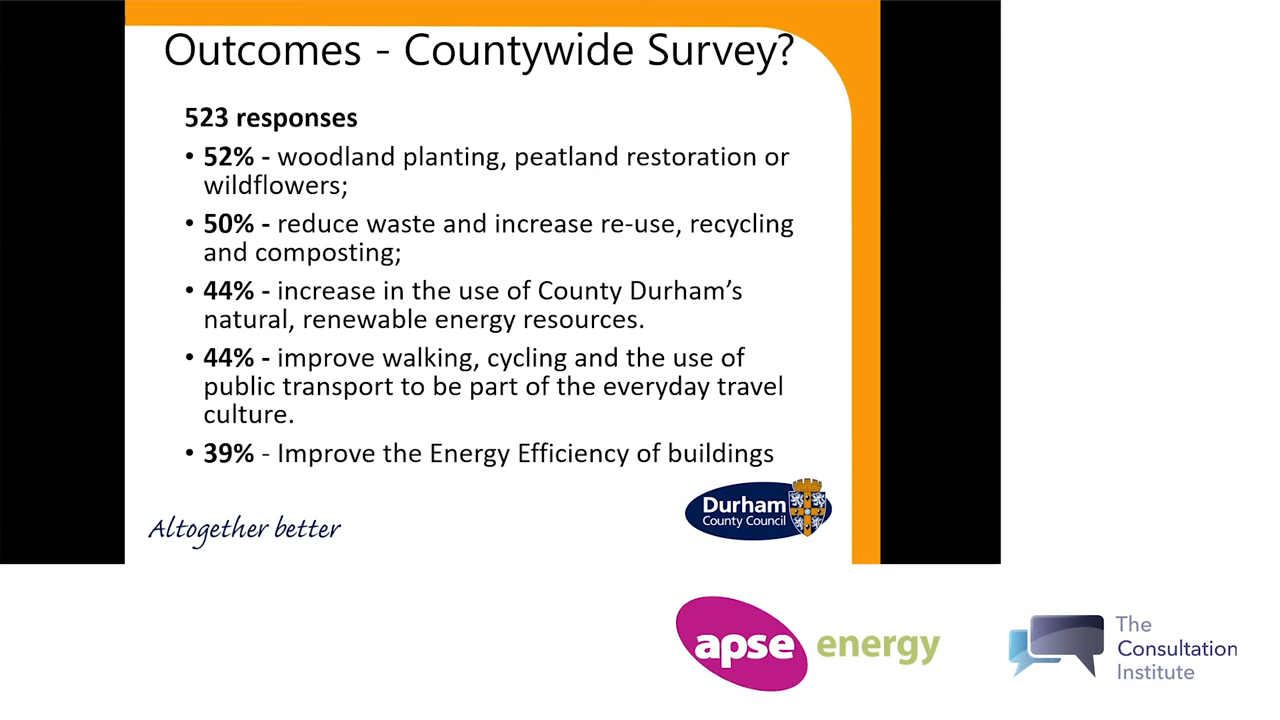 Outcomes - Countywide Survey?
523 responses
• 52% - woodland planting, peatland restoration or
wildflowers;
• 50% - reduce waste and increase re-use, recycling
and composting;
• 44% - increase in the use of County Durham's
natural, renewable energy resources.
• 44% - improve walking, cycling and the use of
public transport to be part of the everyday travel
culture.
• 39% - Improve the Energy Efficiency of buildings
Altogether better
Durham
County Council
apse energy
The
Consultation
Institute